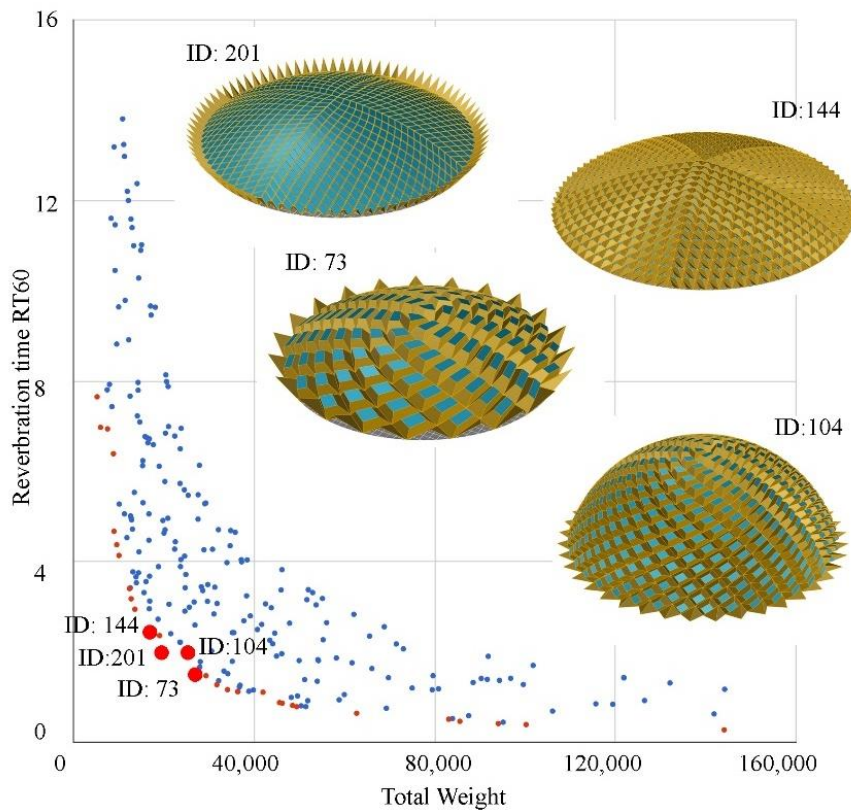 16
ID: 201
ID:144
12
ID: 73
Reverbration time RT60
8
ID:104
4
ID: 144
ID:201
ID:104
ID: 73
0
0
40,000
80,000
120,000
160,000
Total Weight